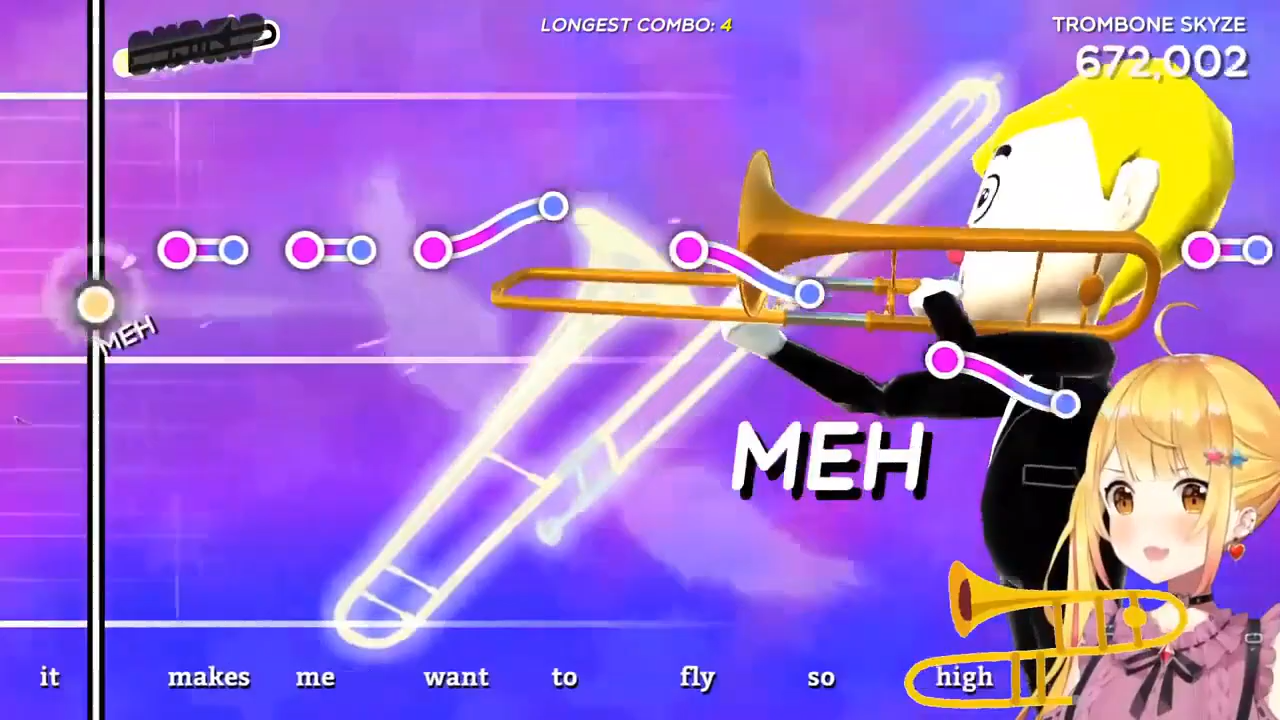 LONGEST COMBO: 4
TROMBONE SKYZE
672,002
MEH
MEH
it makes me want to fly so high